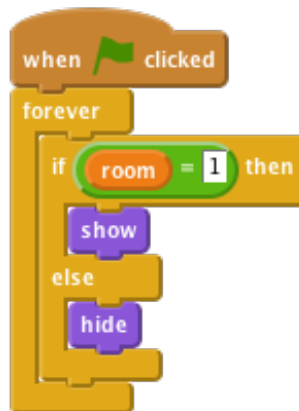 when clicked
forever
if room = 1 then
show
else
hide